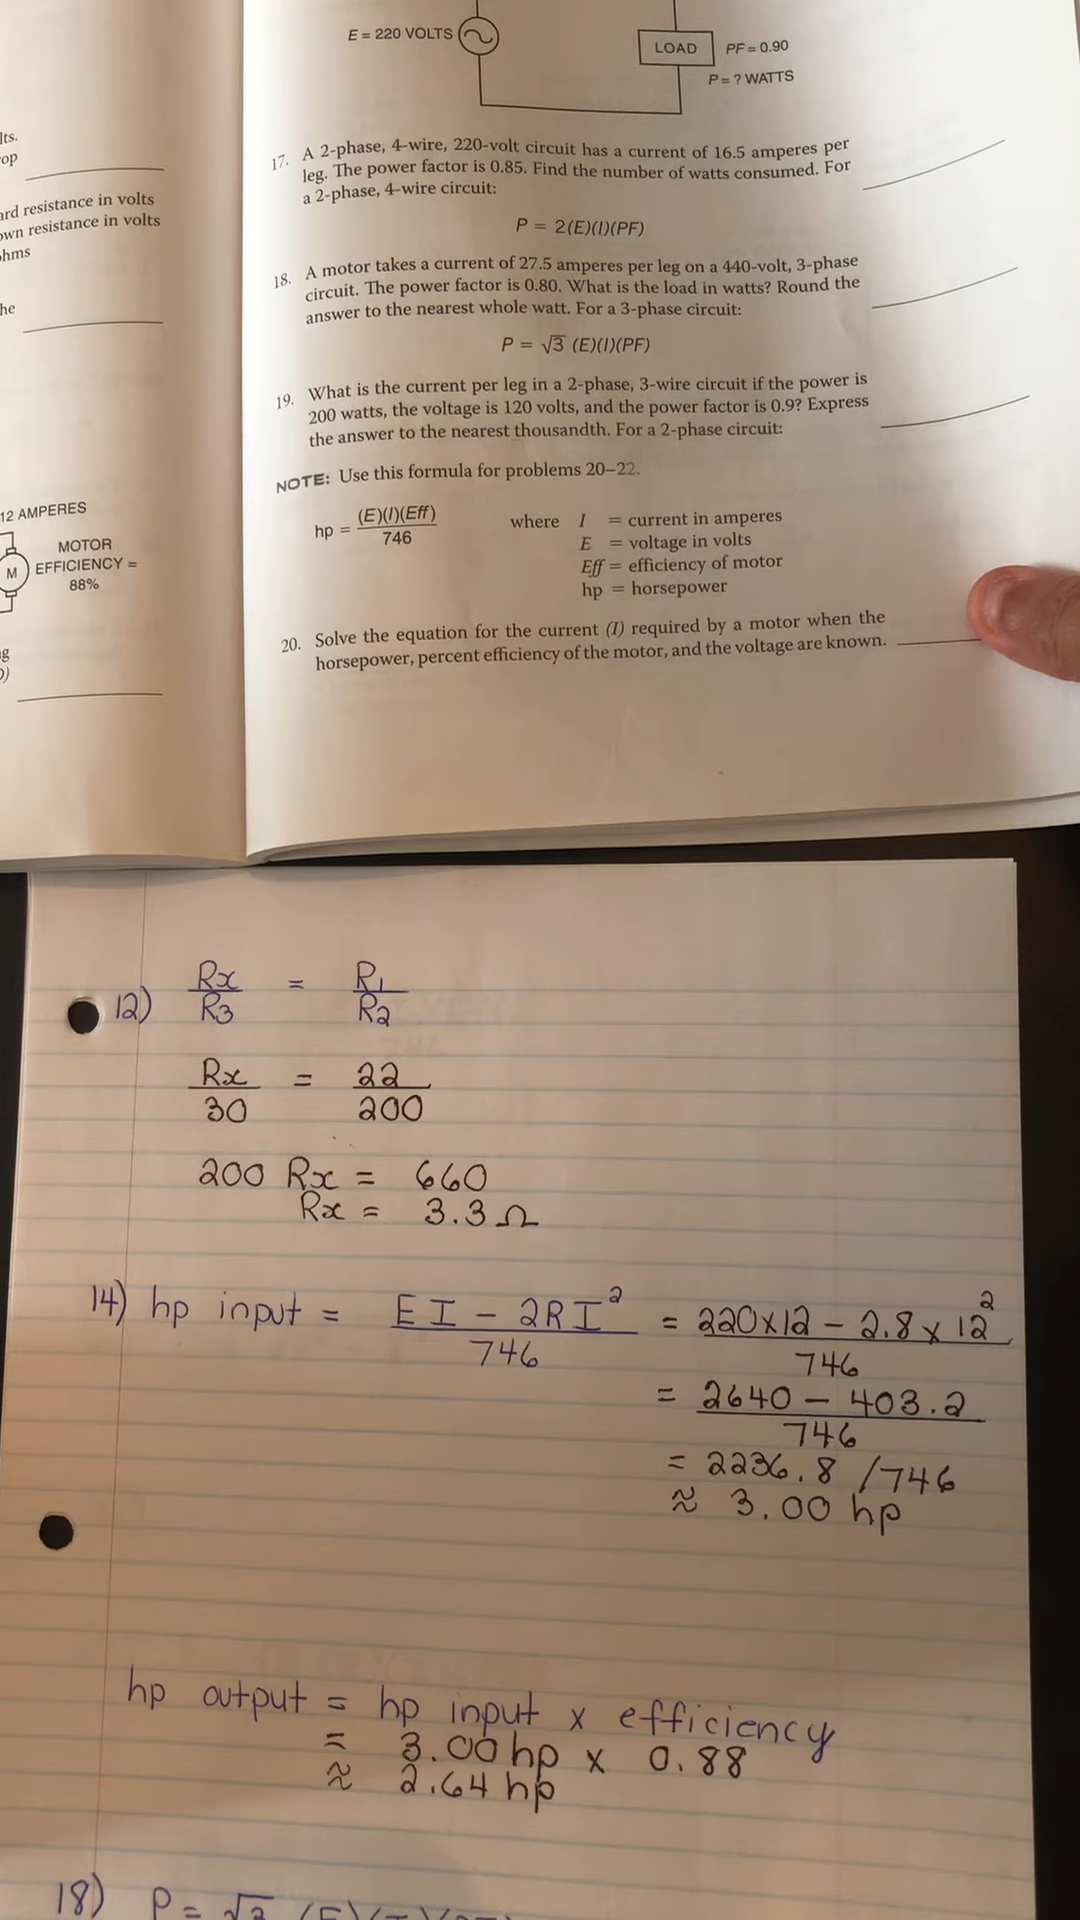 lts.
op
ard resistance in volts
own resistance in volts
ohms
he
12 AMPERES
MOTOR
EFFICIENCY =
88%
M
E = 220 VOLTS
LOAD
PF = 0.90
P = ? WATTS
17. A 2-phase, 4-wire, 220-volt circuit has a current of 16.5 amperes per
leg. The power factor is 0.85. Find the number of watts consumed. For
a 2-phase, 4-wire circuit:
P = 2(E)(I)(PF)
18. A motor takes a current of 27.5 amperes per leg on a 440-volt, 3-phase
circuit. The power factor is 0.80. What is the load in watts? Round the
answer to the nearest whole watt. For a 3-phase circuit:
P = √3 (E)(I)(PF)
19. What is the current per leg in a 2-phase, 3-wire circuit if the power is
200 watts, the voltage is 120 volts, and the power factor is 0.9? Express
the answer to the nearest thousandth. For a 2-phase circuit:
NOTE: Use this formula for problems 20–22.
hp = (E)(I)(Eff) / 746
where I = current in amperes
E = voltage in volts
Eff = efficiency of motor
hp = horsepower
20. Solve the equation for the current (I) required by a motor when the
horsepower, percent efficiency of the motor, and the voltage are known.
12) Rx/R3 = R1/R2
Rx/30 = 22/200
200 Rx = 660
Rx = 3.3 Ω
14) hp input = EI - 2RI²/746 = 220x12 - 2.8 x 12²/746
= 2640 - 403.2/746
= 2236.8 /746
≈ 3.00 hp
hp output = hp input x efficiency
= 3.00 hp x 0.88
≈ 2.64 hp
18) P = √3 (E)(I)